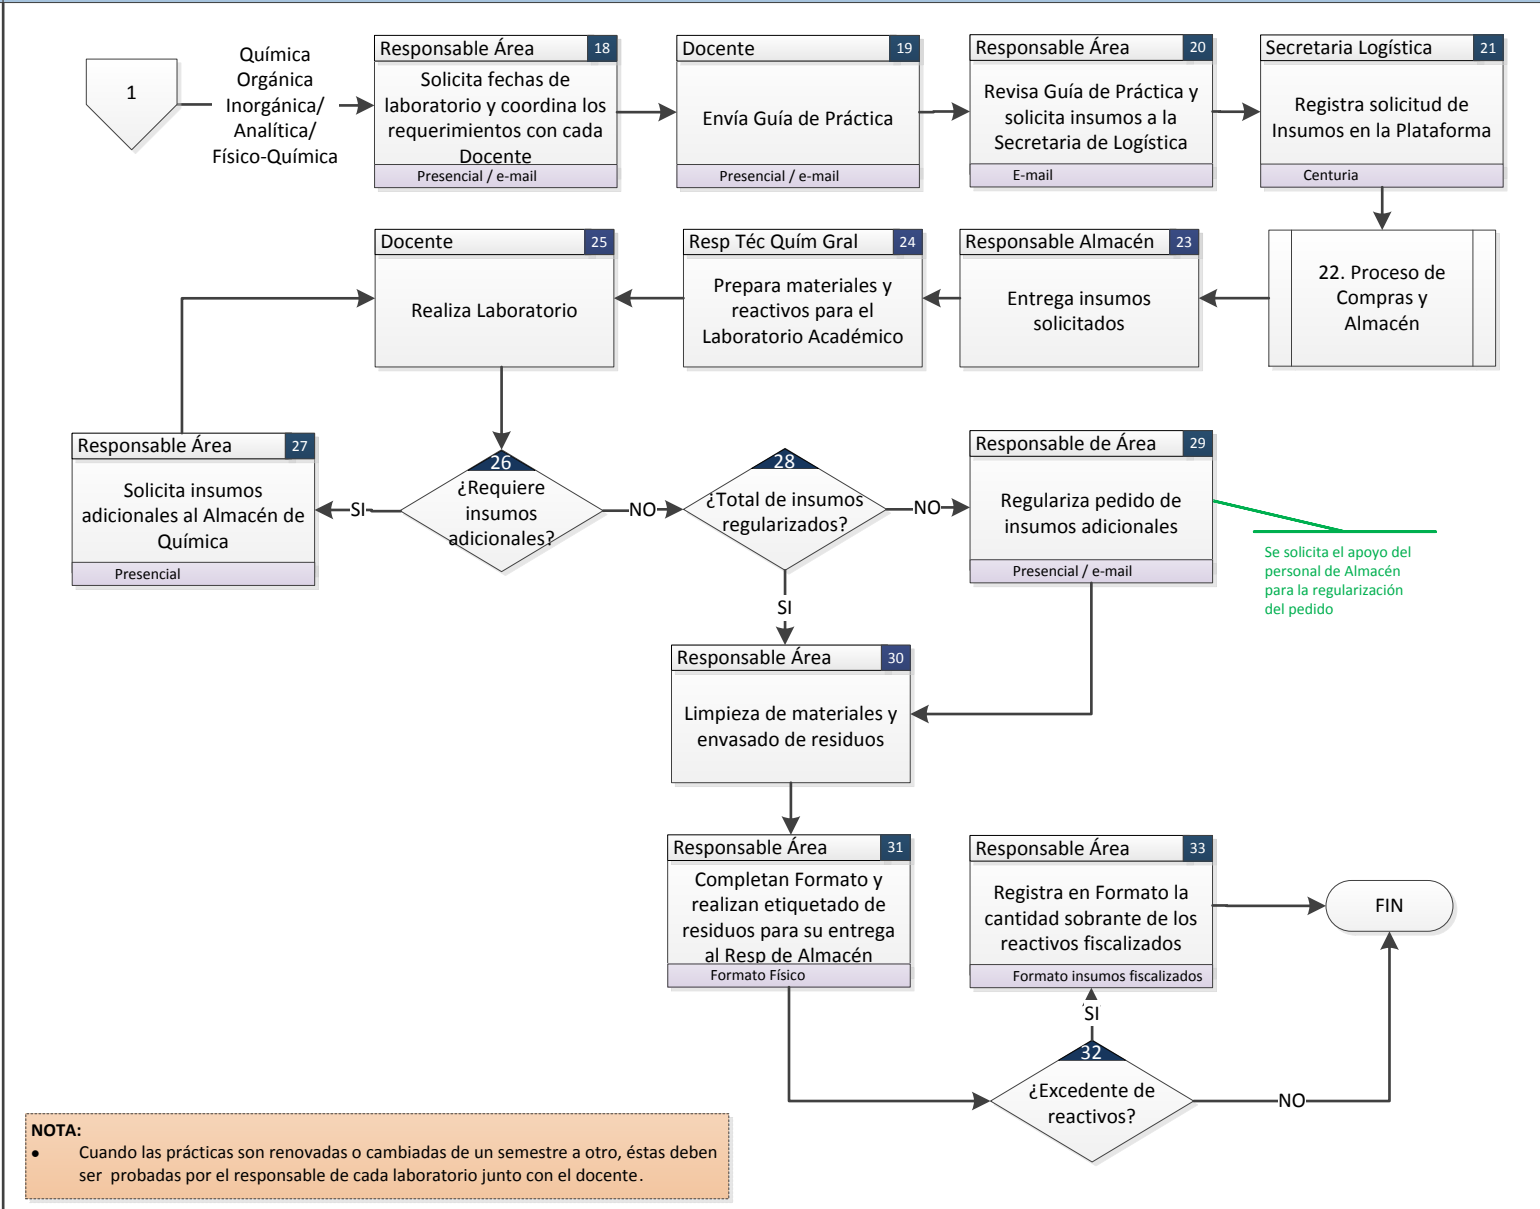 1
Química
Orgánica
Inorgánica/
Analítica/
Físico-Química
Responsable Área 18
Solicita fechas de
laboratorio y coordina los
requerimientos con cada
Docente
Presencial / e-mail
Docente 19
Envía Guía de Práctica
Presencial / e-mail
Responsable Área 20
Revisa Guía de Práctica y
solicita insumos a la
Secretaria de Logística
E-mail
Secretaria Logística 21
Registra solicitud de
Insumos en la Plataforma
Centuria
22. Proceso de
Compras y
Almacén
Responsable Almacén 23
Entrega insumos
solicitados
Resp Téc Quím Gral 24
Prepara materiales y
reactivos para el
Laboratorio Académico
Docente 25
Realiza Laboratorio
26
¿Requiere
insumos
adicionales?
SI
NO
Responsable Área 27
Solicita insumos
adicionales al Almacén de
Química
Presencial
28
¿Total de insumos
regularizados?
NO
SI
Responsable de Área 29
Regulariza pedido de
insumos adicionales
Presencial / e-mail
Se solicita el apoyo del
personal de Almacén
para la regularización
del pedido
Responsable Área 30
Limpieza de materiales y
envasado de residuos
Responsable Área 31
Completan Formato y
realizan etiquetado de
residuos para su entrega
al Resp de Almacén
Formato Físico
32
¿Excedente de
reactivos?
SI
NO
Responsable Área 33
Registra en Formato la
cantidad sobrante de los
reactivos fiscalizados
Formato insumos fiscalizados
FIN
NOTA:
• Cuando las prácticas son renovadas o cambiadas de un semestre a otro, éstas deben
ser probadas por el responsable de cada laboratorio junto con el docente.